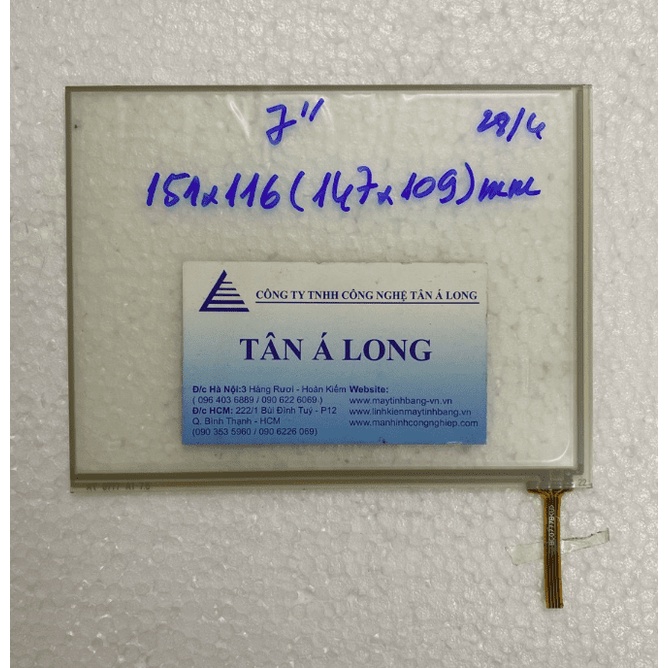 7" 28/4
151x116 (147x109) mm
CÔNG TY TNHH CÔNG NGHỆ TÂN Á LONG
TÂN Á LONG
Đ/c Hà Nội:3 Hàng Rươi - Hoàn Kiếm
( 096 403 6889 / 090 622 6069 )
Đ/c HCM: 222/1 Bùi Đình Tuý - P12
Q. Bình Thạnh - HCM
(090 353 5960 / 090 6226 069)
Website:
www.maytinhbang-vn.vn
www.linhkienmaytinhbang.vn
www.manhinhcongnghiep.com